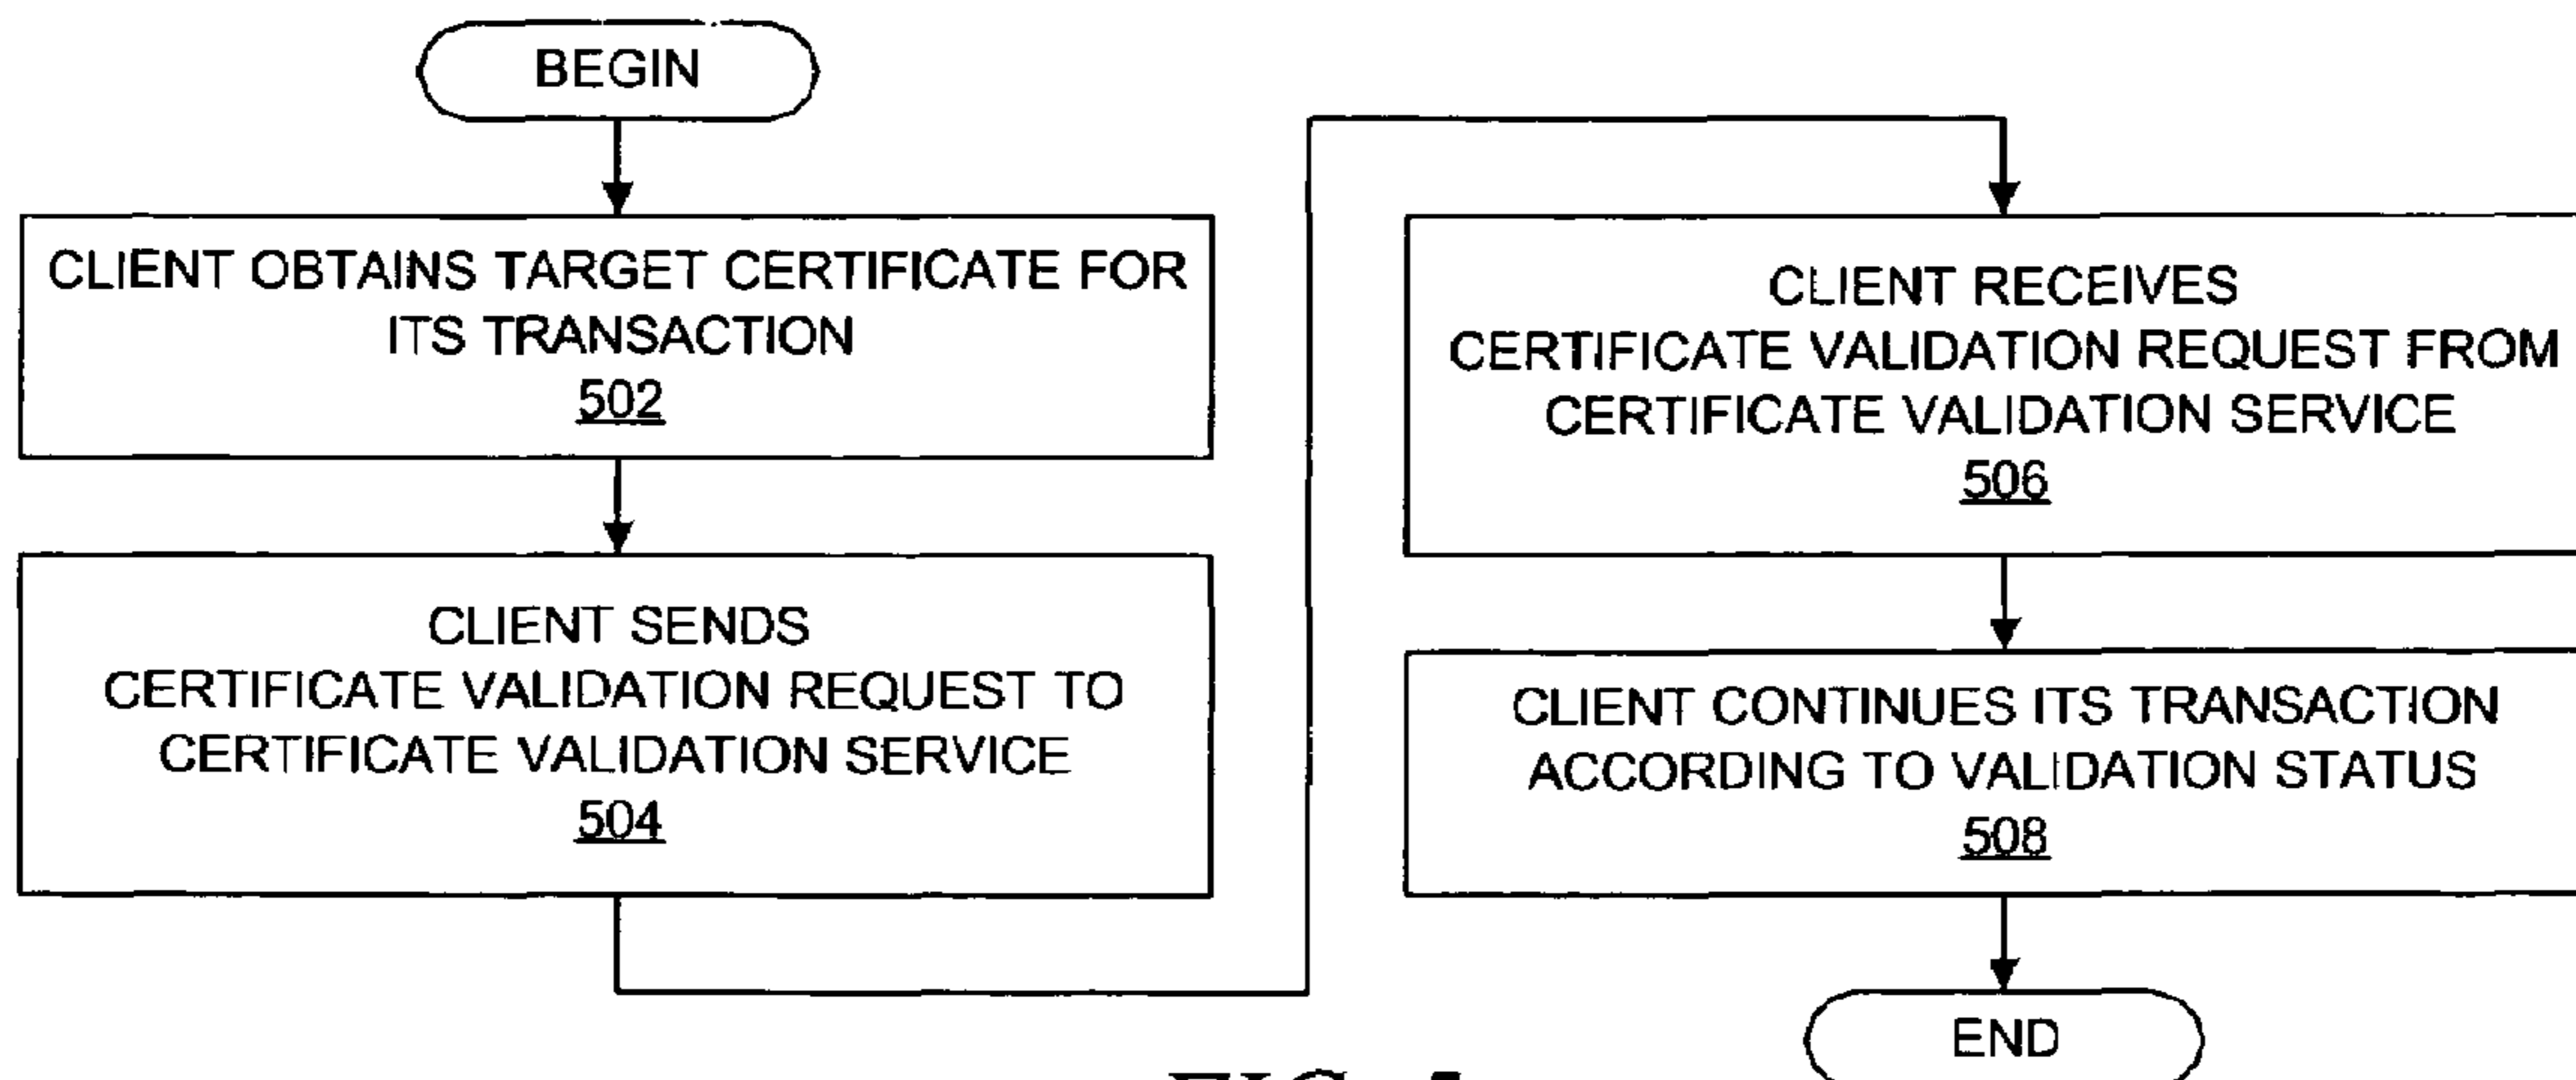 BEGIN
CLIENT OBTAINS TARGET CERTIFICATE FOR
ITS TRANSACTION
502
CLIENT SENDS
CERTIFICATE VALIDATION REQUEST TO
CERTIFICATE VALIDATION SERVICE
504
CLIENT RECEIVES
CERTIFICATE VALIDATION REQUEST FROM
CERTIFICATE VALIDATION SERVICE
506
CLIENT CONTINUES ITS TRANSACTION
ACCORDING TO VALIDATION STATUS
508
END